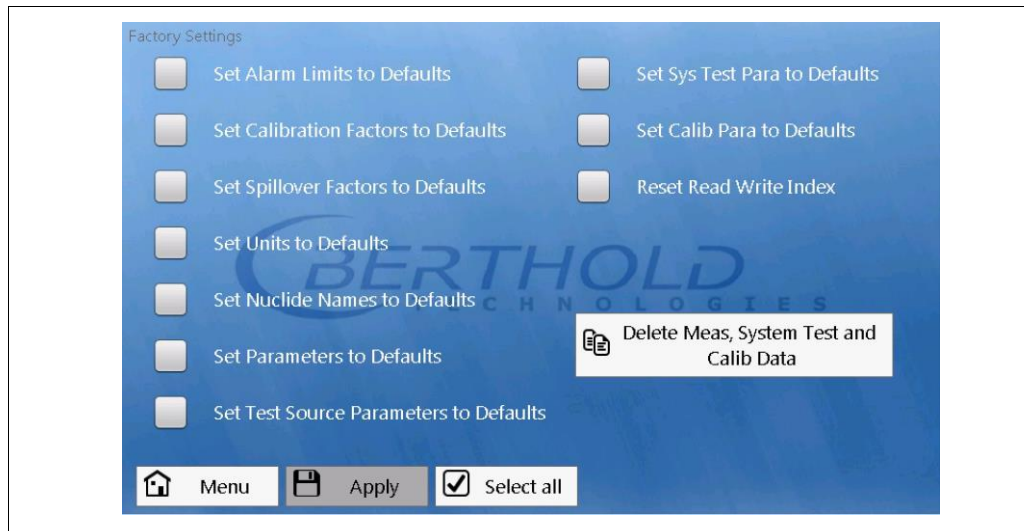 Factory Settings
Set Alarm Limits to Defaults
Set Calibration Factors to Defaults
Set Spillover Factors to Defaults
Set Units to Defaults
Set Nuclide Names to Defaults
Set Parameters to Defaults
Set Test Source Parameters to Defaults
Set Sys Test Para to Defaults
Set Calib Para to Defaults
Reset Read Write Index
BERTHOLD
TECHNOLOGIES
Delete Meas, System Test and
Calib Data
Menu
Apply
Select all